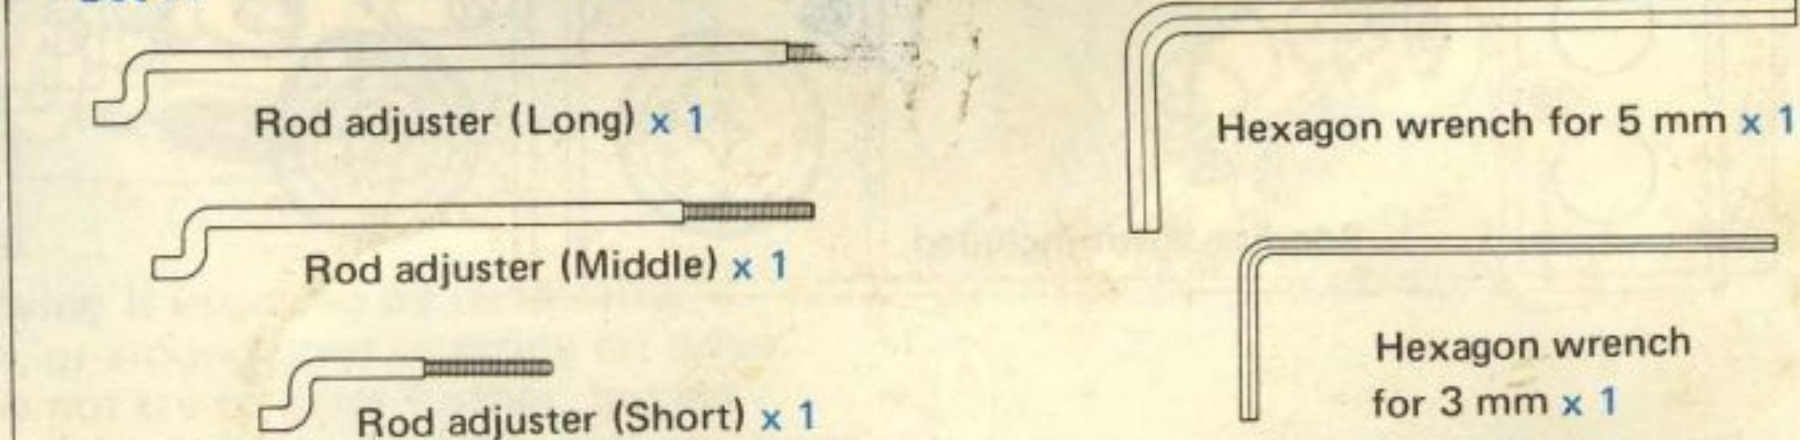 Rod adjuster (Long) x 1
Hexagon wrench for 5 mm x 1
Rod adjuster (Middle) x 1
Hexagon wrench
for 3 mm x 1
Rod adjuster (Short) x 1